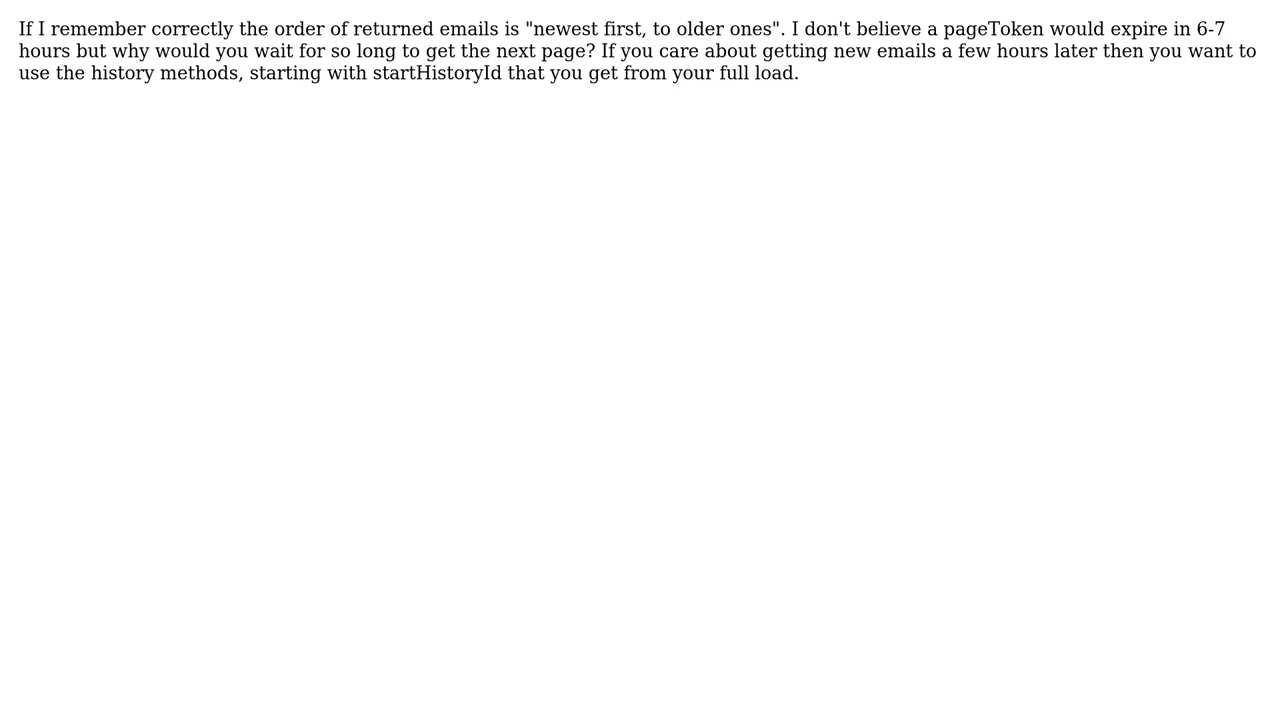 If I remember correctly the order of returned emails is "newest first, to older ones". I don't believe a pageToken would expire in 6-7
hours but why would you wait for so long to get the next page? If you care about getting new emails a few hours later then you want to
use the history methods, starting with startHistoryId that you get from your full load.